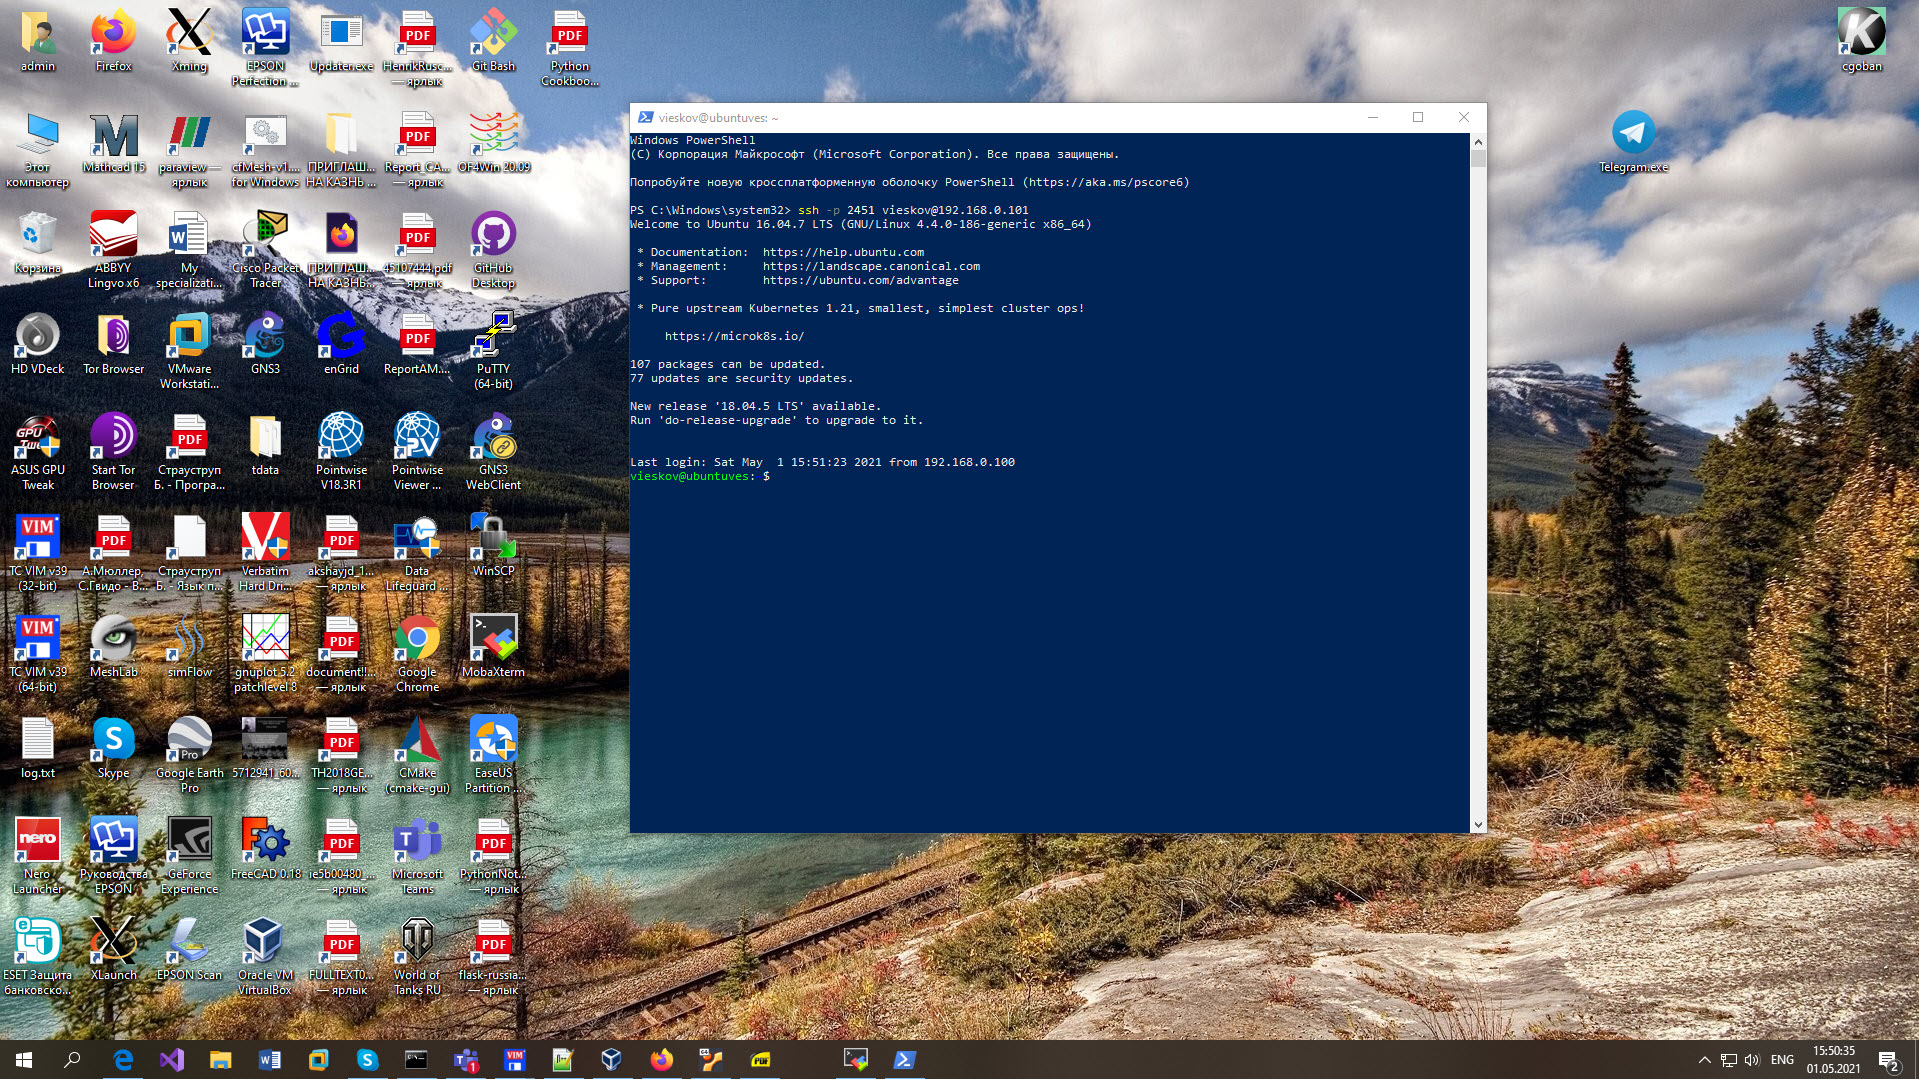 admin
Firefox
Xming
EPSON
Perfection ...
Updater.exe
HenrikRusc...
— ярлык
Git Bash
Python
Cookboo...
cgoban
Этот
компьютер
Mathcad 15
paraview —
ярлык
cfMesh-v1....
for Windows
ПРИГЛАШ...
НА КАЗНЬ ...
Report_CA...
— ярлык
OF4Win 20.09
Telegram.exe
Корзина
ABBYY
Lingvo x6
My
specializati...
Cisco Packet
Tracer
ПРИГЛАШ...
НА КАЗНЬ...
45107444.pdf
— ярлык
GitHub
Desktop
HD VDeck
Tor Browser
VMware
Workstati...
GNS3
enGrid
ReportAM....
PuTTY
(64-bit)
ASUS GPU
Tweak
Start Tor
Browser
Страуструп
Б. - Програ...
tdata
Pointwise
V18.3R1
Pointwise
Viewer ...
GNS3
WebClient
TC VIM v39
(32-bit)
А.Мюллер,
С.Гвидо - В...
Страуструп
Б. - Язык п...
Verbatim
Hard Dri...
akshayjd_1...
— ярлык
Data
Lifeguard ...
WinSCP
TC VIM v39
(64-bit)
MeshLab
simFlow
gnuplot 5.2
patchlevel 8
document!!...
— ярлык
Google
Chrome
MobaXterm
log.txt
Skype
Google Earth
Pro
5712941_60...
TH2018GE...
— ярлык
CMake
(cmake-gui)
EaseUS
Partition ...
Nero
Launcher
Руководства
EPSON
GeForce
Experience
FreeCAD 0.18
ie5b00480_...
— ярлык
Microsoft
Teams
PythonNot...
— ярлык
ESET Защита
банковско...
XLaunch
EPSON Scan
Oracle VM
VirtualBox
FULLTEXT0...
— ярлык
World of
Tanks RU
flask-russia...
— ярлык
vieskov@ubuntuves: ~
Windows PowerShell
(C) Корпорация Майкрософт (Microsoft Corporation). Все права защищены.
Попробуйте новую кроссплатформенную оболочку PowerShell (https://aka.ms/pscore6)
PS C:\Windows\system32> ssh -p 2451 vieskov@192.168.0.101
Welcome to Ubuntu 16.04.7 LTS (GNU/Linux 4.4.0-186-generic x86_64)
* Documentation:  https://help.ubuntu.com
* Management:     https://landscape.canonical.com
* Support:        https://ubuntu.com/advantage
* Pure upstream Kubernetes 1.21, smallest, simplest cluster ops!
https://microk8s.io/
107 packages can be updated.
77 updates are security updates.
New release '18.04.5 LTS' available.
Run 'do-release-upgrade' to upgrade to it.
Last login: Sat May  1 15:51:23 2021 from 192.168.0.100
vieskov@ubuntuves: $
ENG
15:50:35
01.05.2021
2